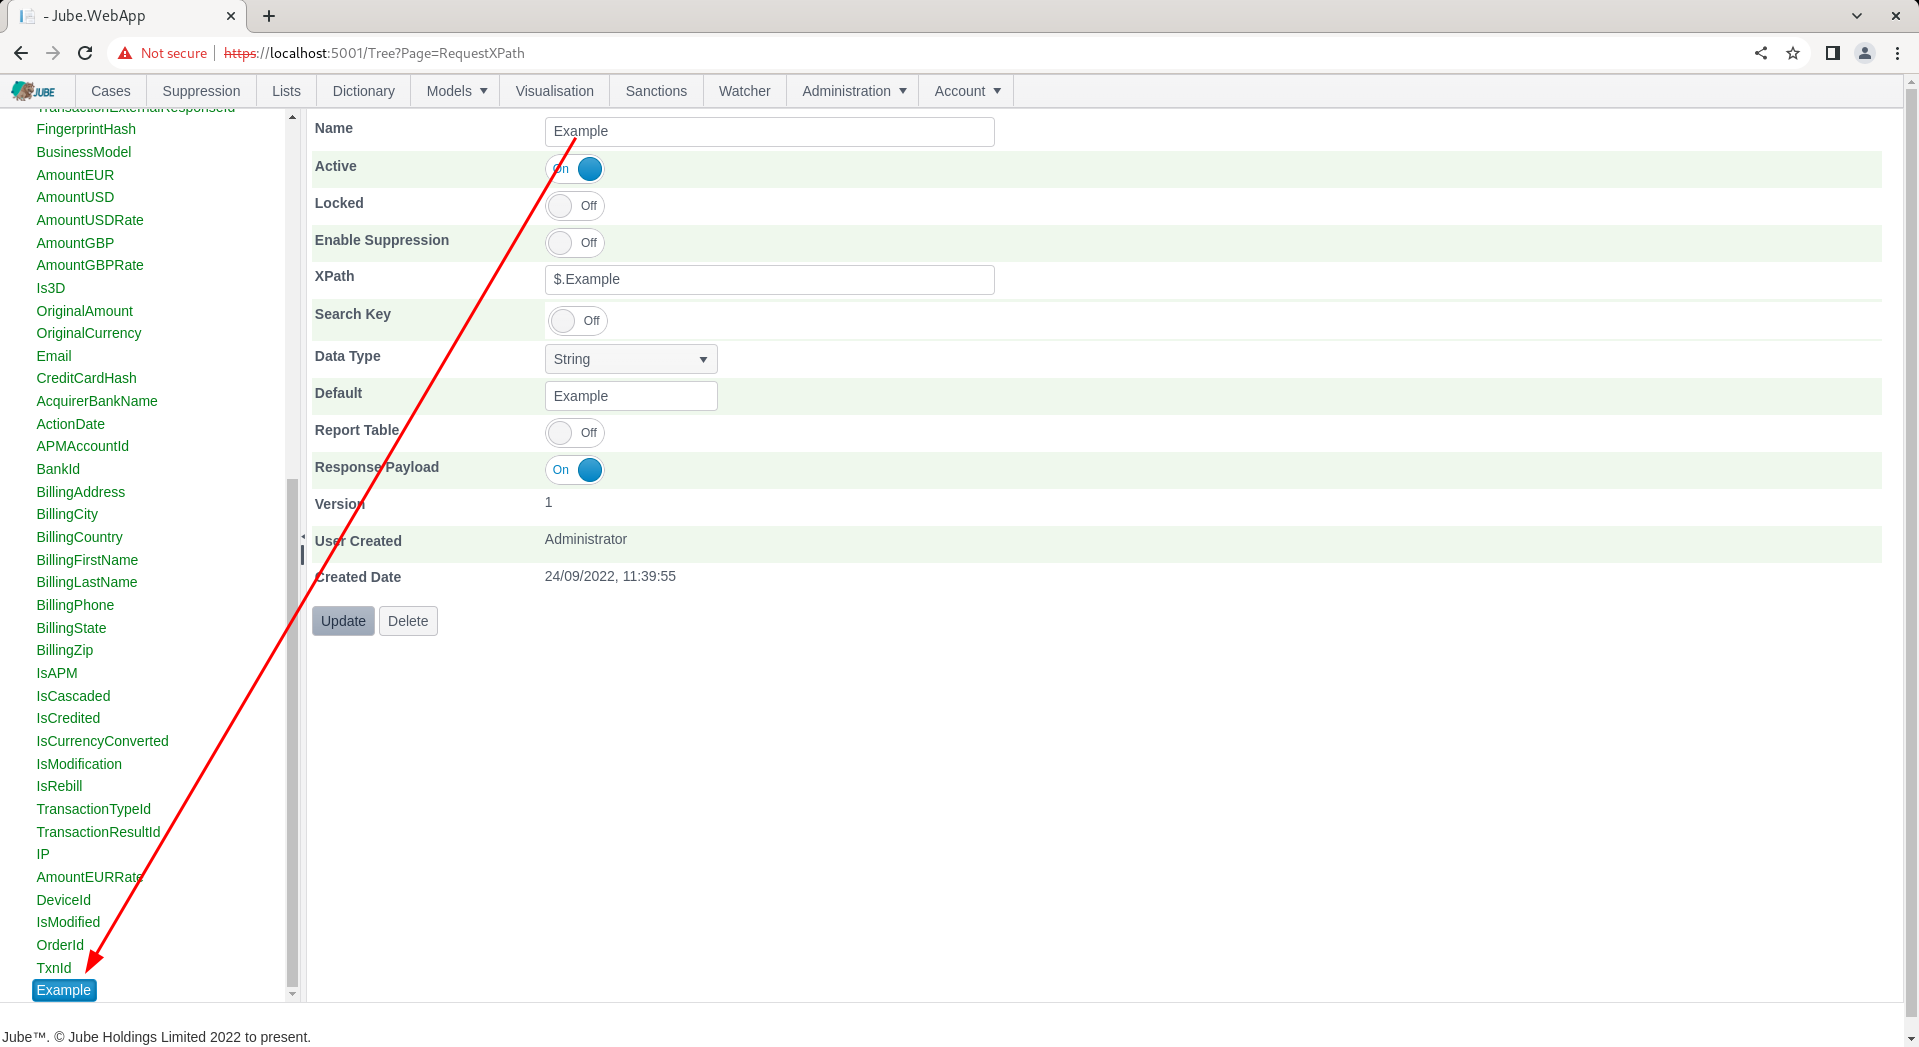 - Jube.WebApp
Not secure https://localhost:5001/Tree?Page=RequestXPath
JUBE Cases Suppression Lists Dictionary Models Visualisation Sanctions Watcher Administration Account
TransactionExternalResponseId
FingerprintHash
BusinessModel
AmountEUR
AmountUSD
AmountUSDRate
AmountGBP
AmountGBPRate
Is3D
OriginalAmount
OriginalCurrency
Email
CreditCardHash
AcquirerBankName
ActionDate
APMAccountId
BankId
BillingAddress
BillingCity
BillingCountry
BillingFirstName
BillingLastName
BillingPhone
BillingState
BillingZip
IsAPM
IsCascaded
IsCredited
IsCurrencyConverted
IsModification
IsRebill
TransactionTypeId
TransactionResultId
IP
AmountEURRate
DeviceId
IsModified
OrderId
TxnId
Example
Name Example
Active On
Locked Off
Enable Suppression Off
XPath $.Example
Search Key Off
Data Type String
Default Example
Report Table Off
Response Payload On
Version 1
User Created Administrator
Created Date 24/09/2022, 11:39:55
Update Delete
Jube™. © Jube Holdings Limited 2022 to present.